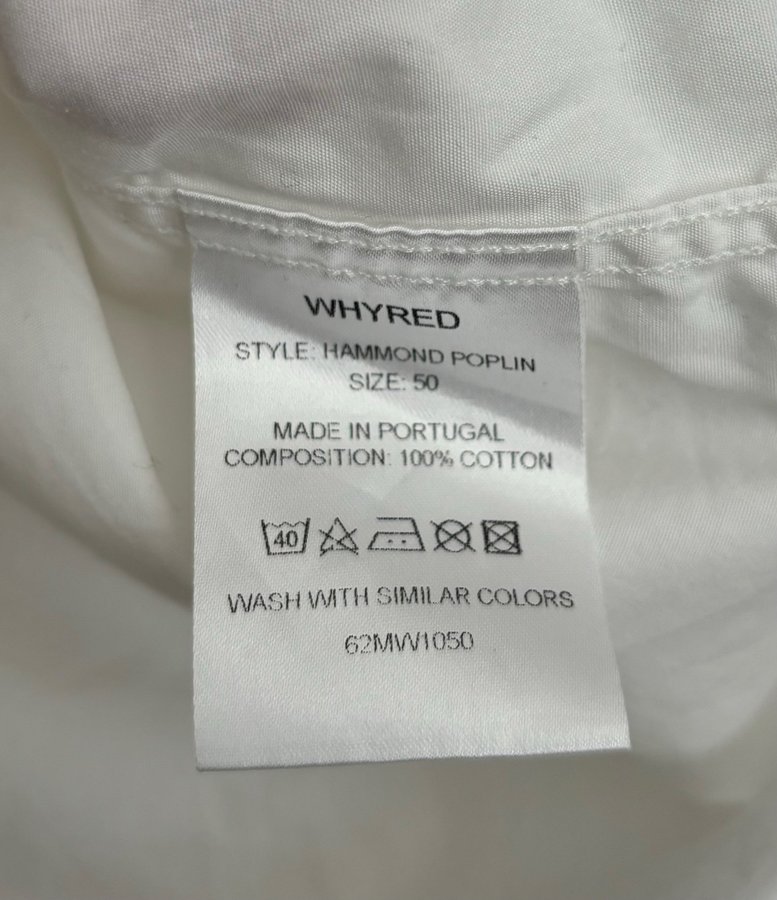 WHYRED
STYLE: HAMMOND POPLIN
SIZE: 50
MADE IN PORTUGAL
COMPOSITION: 100% COTTON
40
WASH WITH SIMILAR COLORS
62MW1050